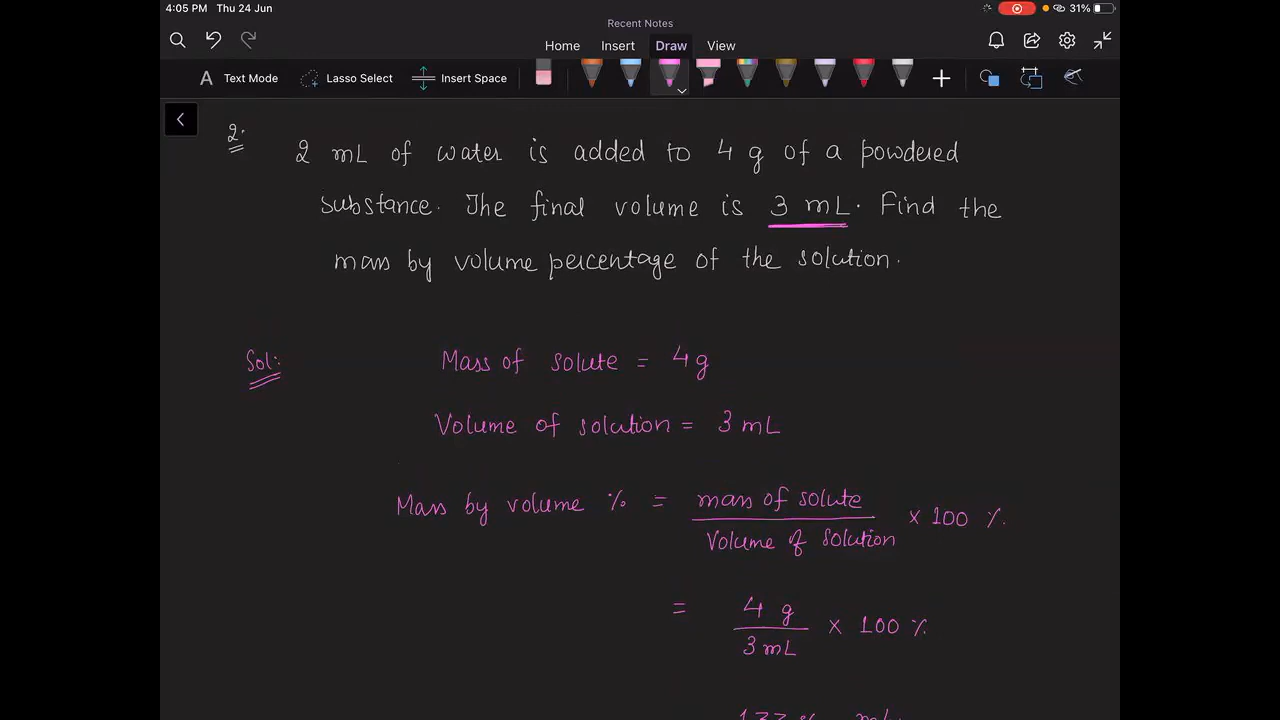 4:05 PM Thu 24 Jun
31%
Recent Notes
Home Insert Draw View
Text Mode Lasso Select Insert Space
2.
2 mL of water is added to 4 g of a powdered
substance. The final volume is 3 mL. Find the
mass by volume percentage of the solution.
Sol:
Mass of solute = 4 g
Volume of solution = 3 mL
Mass by volume % = mass of solute
Volume of solution
× 100 %
= 4 g
3 mL
× 100 %